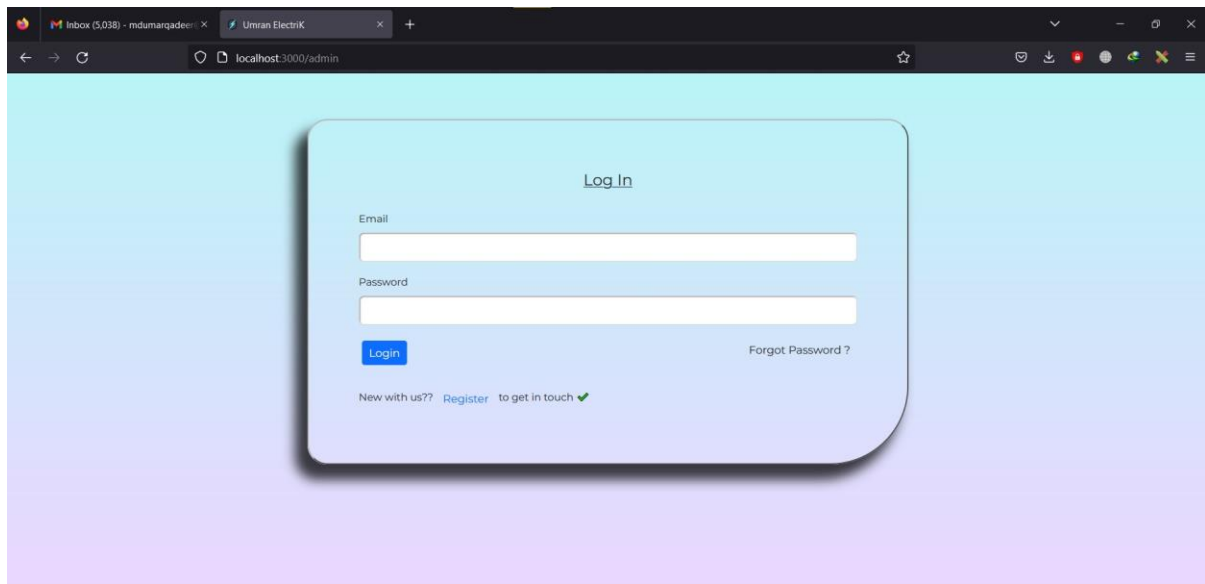 Inbox (5,038) - mdumarqadeer( Umran ElectriK
localhost:3000/admin
Log In
Email
Password
Login Forgot Password ?
New with us?? Register to get in touch